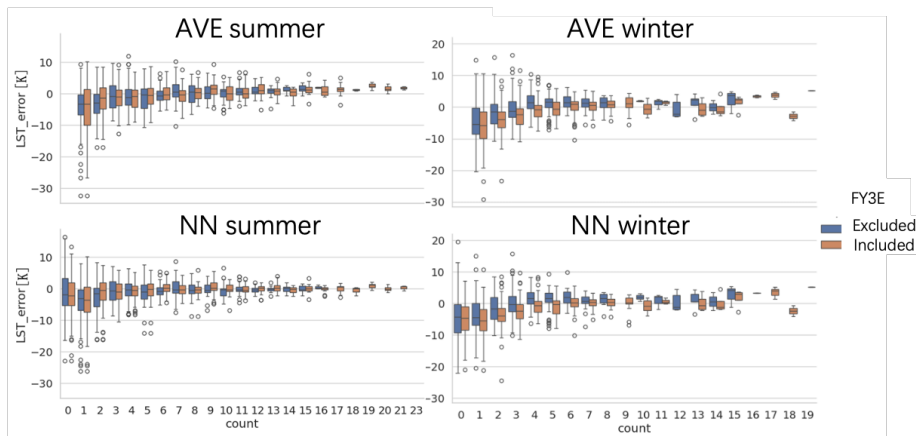 AVE summer
AVE winter
LST_error [K]
10
0
−10
−20
−30
20
10
0
−10
−20
−30
FY3E
Excluded
Included
NN summer
NN winter
LST_error [K]
10
0
−10
−20
−30
20
10
0
−10
−20
−30
0 1 2 3 4 5 6 7 8 9 10 11 12 13 14 15 16 17 18 19 20 21 23
count
0 1 2 3 4 5 6 7 8 9 10 11 12 13 14 15 16 17 18 19
count